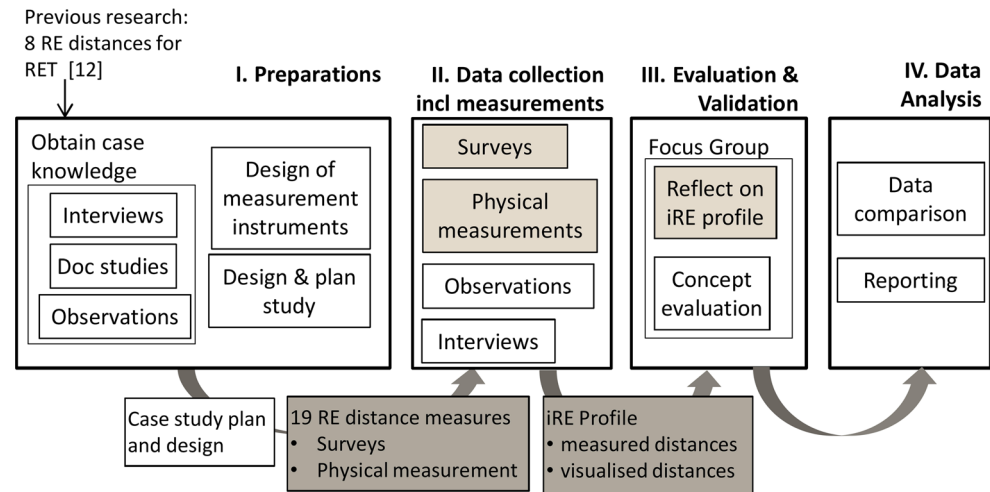 Previous research:
8 RE distances for
RET [12]
I. Preparations
Obtain case
knowledge
Interviews
Doc studies
Observations
Design of
measurement
instruments
Design & plan
study
II. Data collection
incl measurements
Surveys
Physical
measurements
Observations
Interviews
III. Evaluation &
Validation
Focus Group
Reflect on
iRE profile
Concept
evaluation
IV. Data
Analysis
Data
comparison
Reporting
Case study plan
and design
19 RE distance measures
• Surveys
• Physical measurement
iRE Profile
• measured distances
• visualised distances